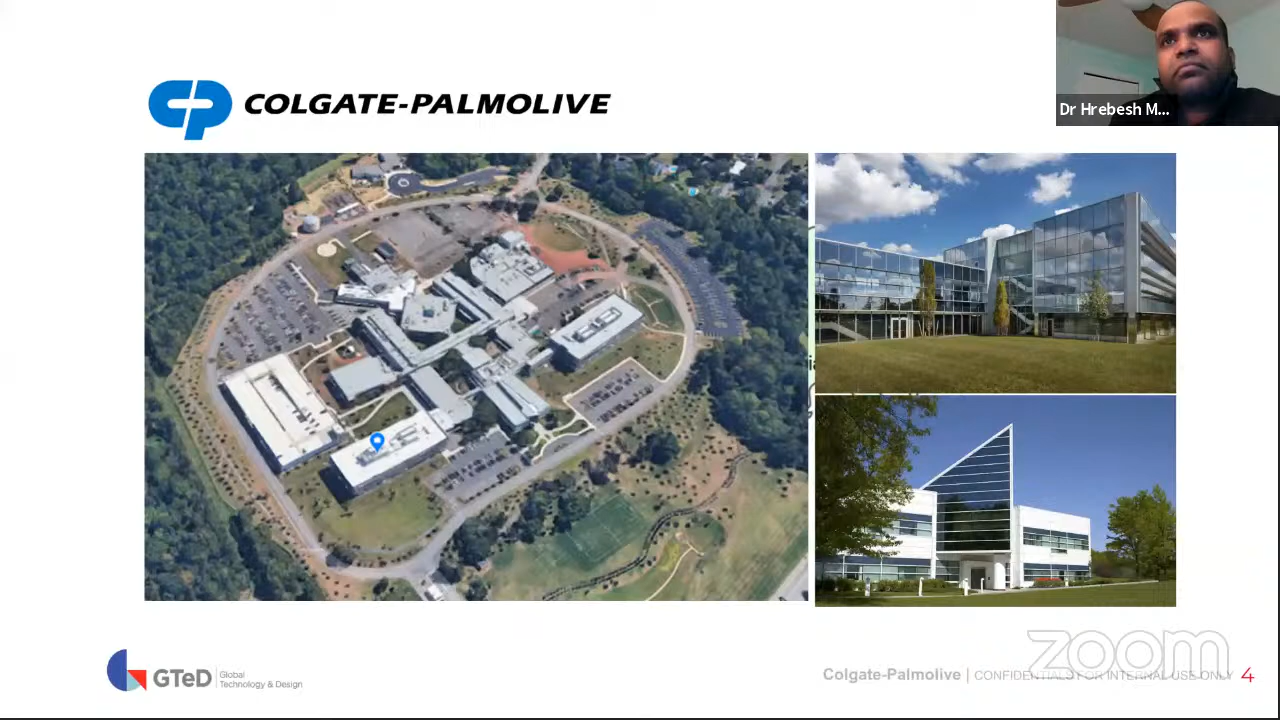 Dr Hrebesh M...
COLGATE-PALMOLIVE
GTeD
Global
Technology & Design
zoom
Colgate-Palmolive | CONFIDENTIAL: FOR INTERNAL USE ONLY 4